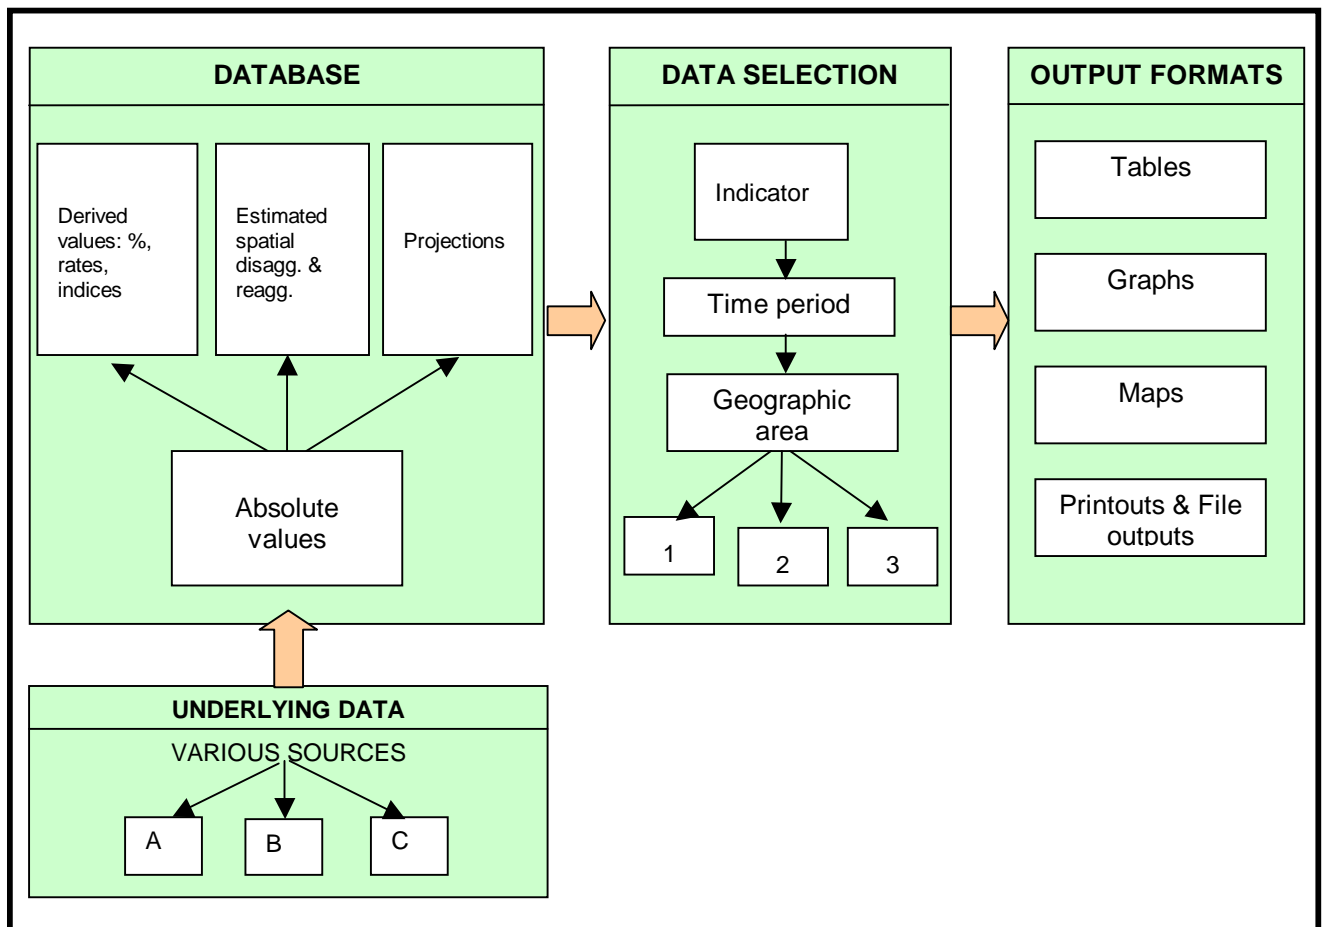 DATABASE
Derived
values: %,
rates,
indices
Estimated
spatial
disagg. &
reagg.
Projections
Absolute
values
UNDERLYING DATA
VARIOUS SOURCES
A
B
C
DATA SELECTION
Indicator
Time period
Geographic
area
1
2
3
OUTPUT FORMATS
Tables
Graphs
Maps
Printouts & File
outputs